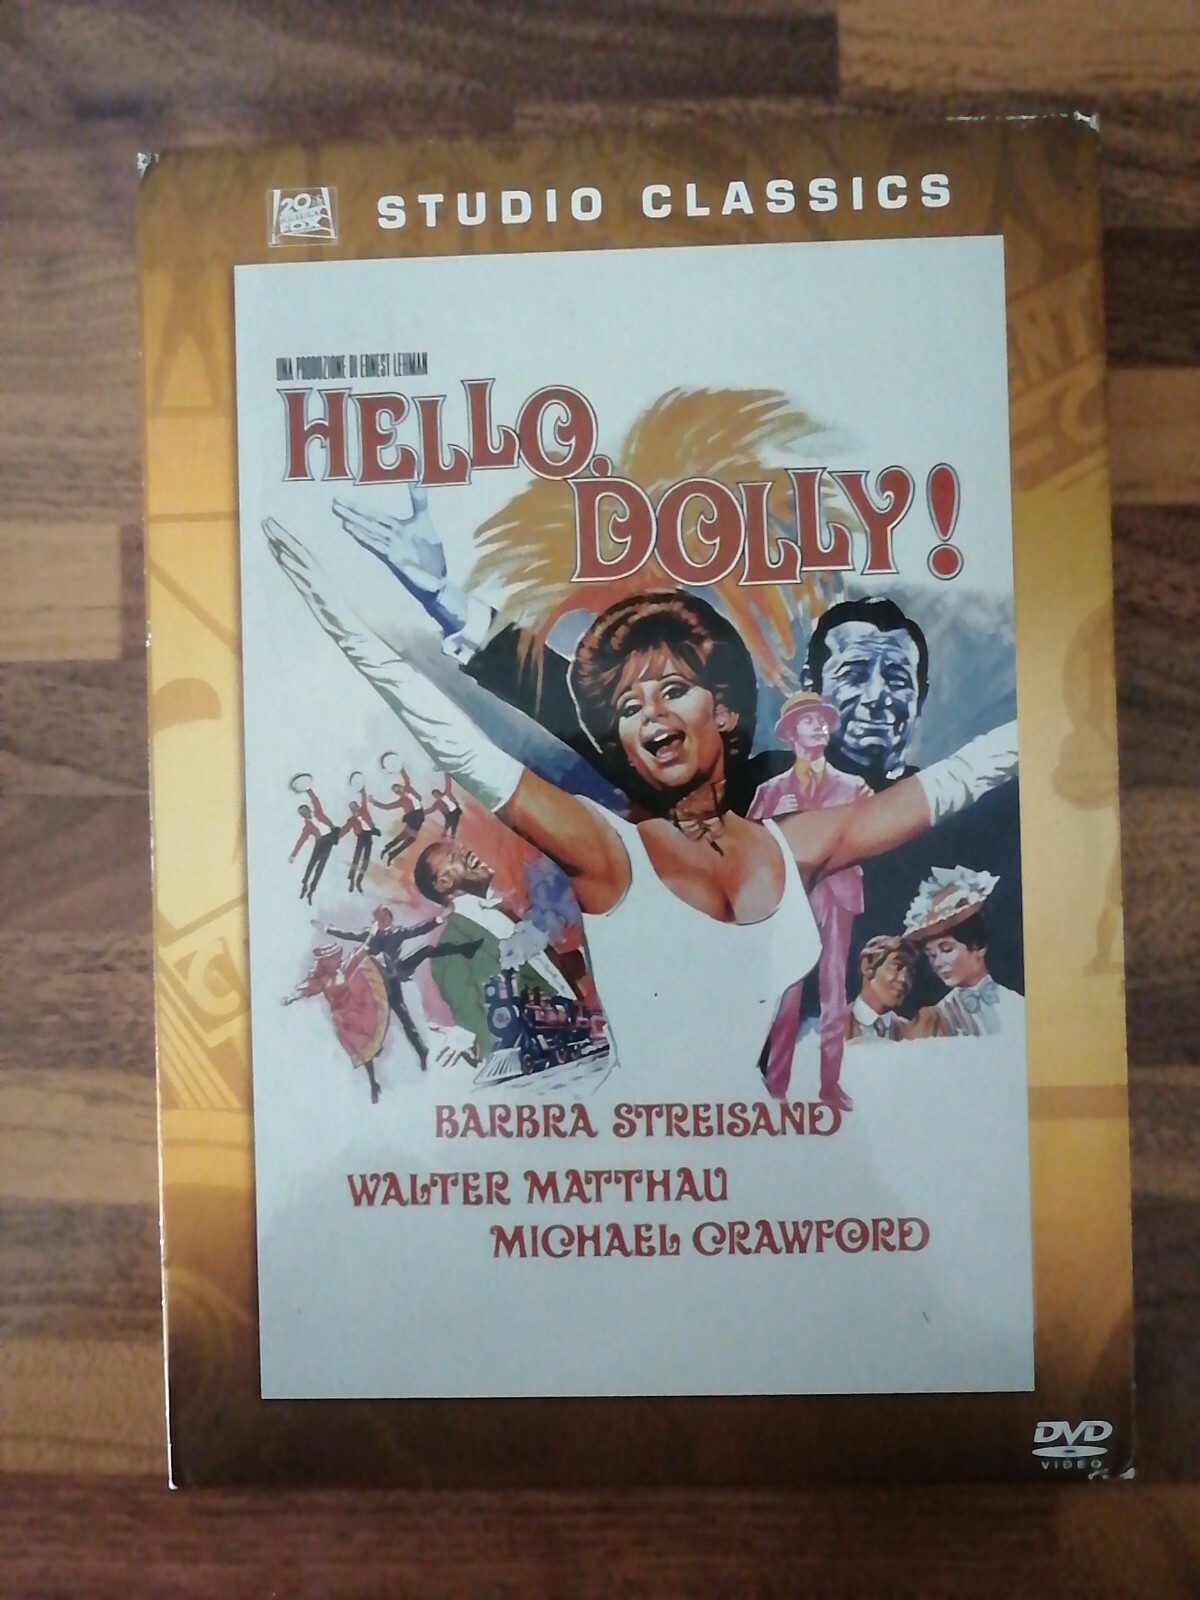 20th
CENTURY
FOX
STUDIO CLASSICS
UNA PRODUZIONE DI ERNEST LEHMAN
HELLO,
DOLLY!
BARBRA STREISAND
WALTER MATTHAU
MICHAEL CRAWFORD
DVD
VIDEO